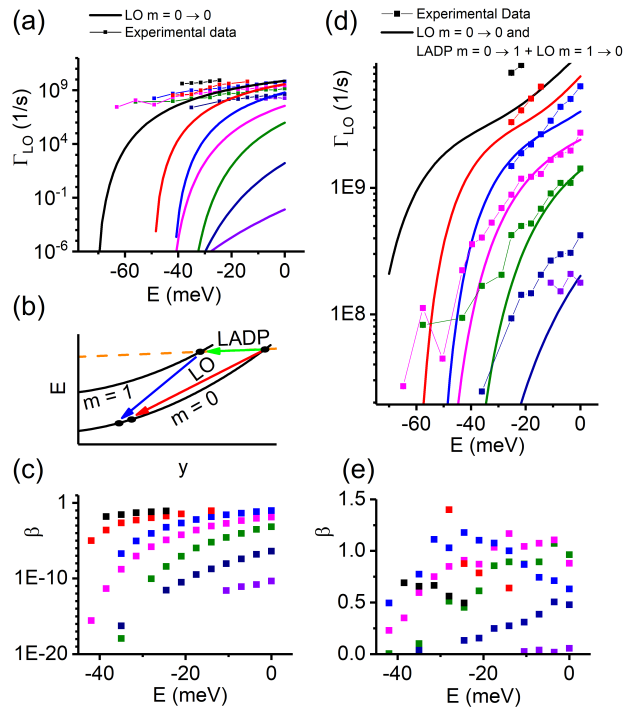 (a)
LO m = 0 → 0
Experimental data
Γ_LO (1/s)
10^9
10^4
10^-1
10^-6
-60 -40 -20 0
E (meV)
(b)
E
LADP
LO
m = 1
m = 0
y
(c)
β
1
1E-10
1E-20
-40 -20 0
E (meV)
(d)
Experimental Data
LO m = 0 → 0 and
LADP m = 0 → 1 + LO m = 1 → 0
Γ_LO (1/s)
1E9
1E8
-60 -40 -20 0
E (meV)
(e)
β
1.5
1.0
0.5
0.0
-40 -20 0
E (meV)